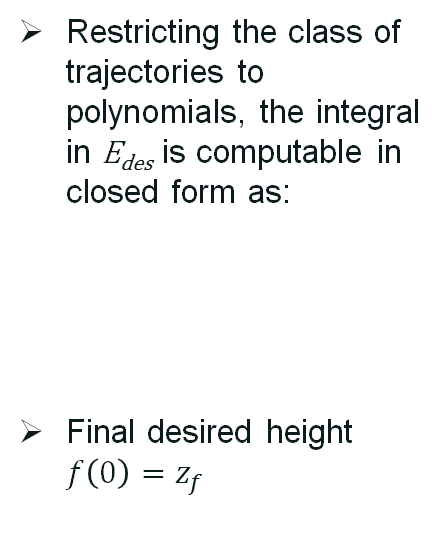 ➢ Restricting the class of
trajectories to
polynomials, the integral
in E_des is computable in
closed form as:
➢ Final desired height
f(0) = z_f